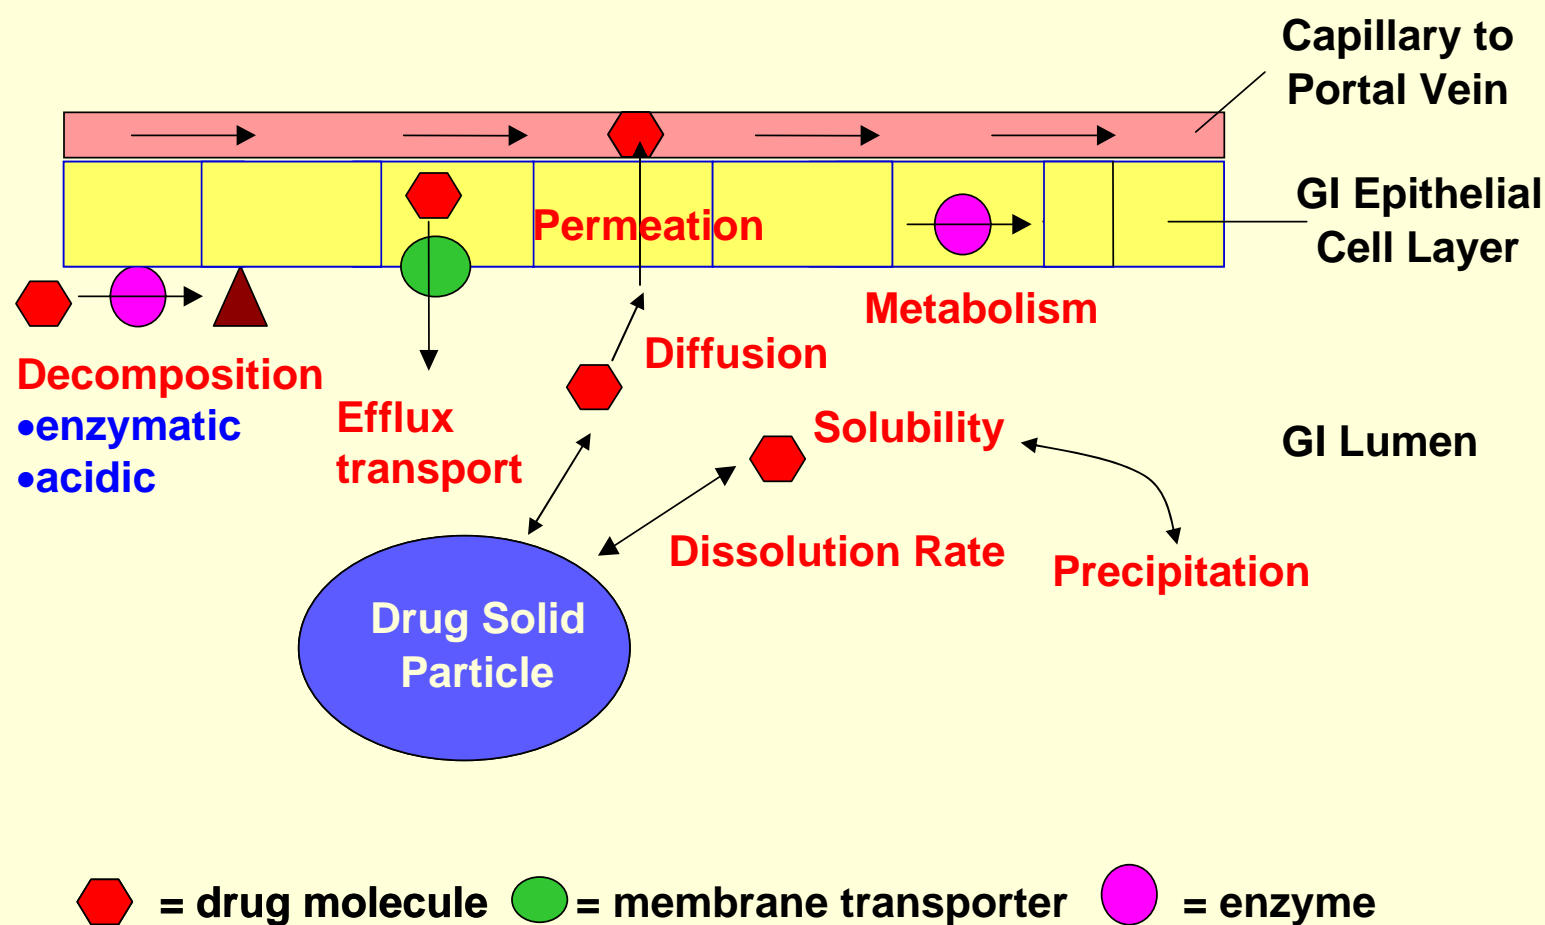 Capillary to
Portal Vein
GI Epithelial
Cell Layer
Permeation
Metabolism
Diffusion
Decomposition
•enzymatic
•acidic
Efflux
transport
Solubility
GI Lumen
Dissolution Rate
Precipitation
Drug Solid
Particle
= drug molecule = membrane transporter = enzyme